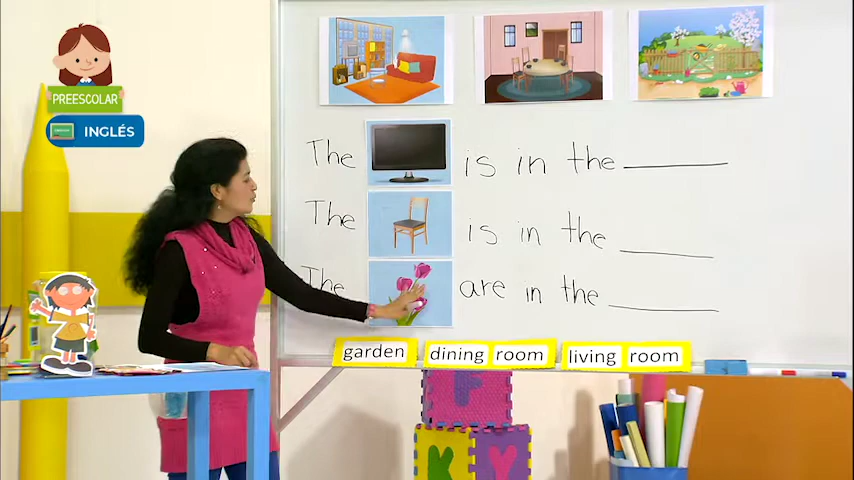 PREESCOLAR
INGLÉS
The is in the
The is in the
The are in the
garden dining room living room
F
K Y